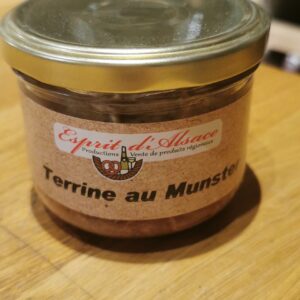 Esprit d'Alsace
Productions Vente de produits régionaux
Terrine au Munster